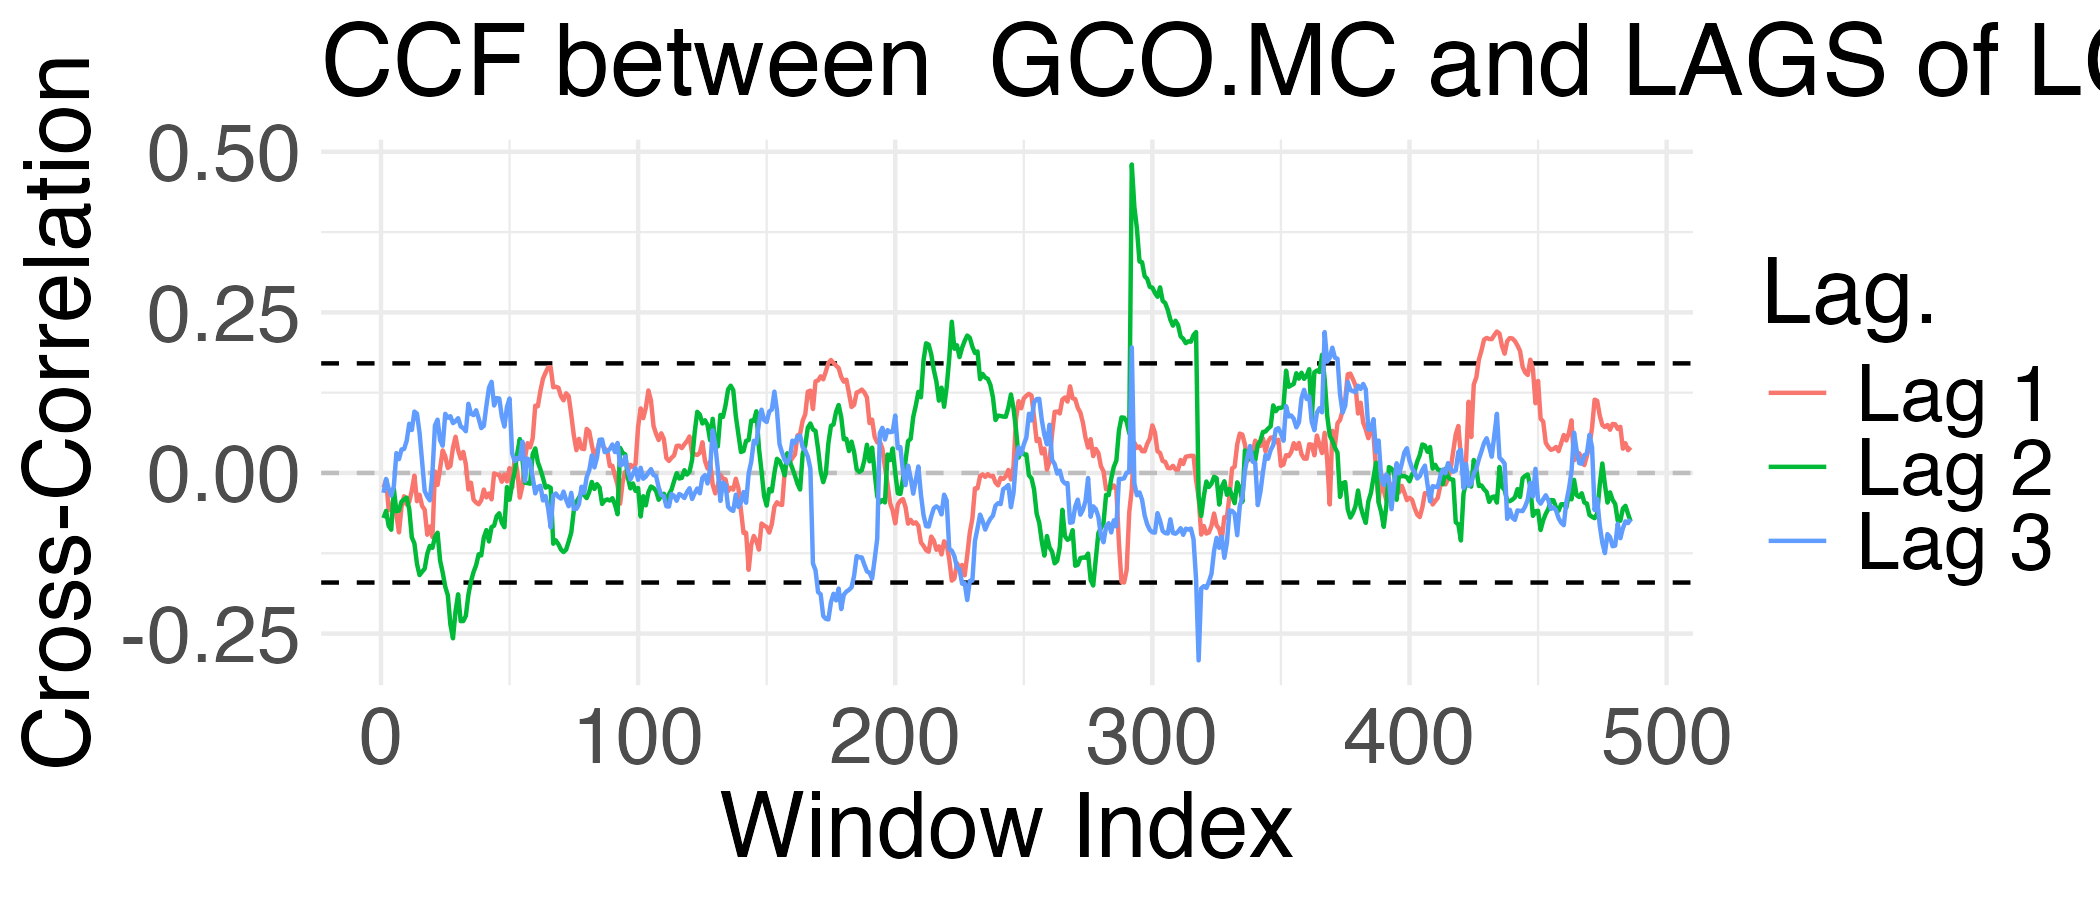 CCF between GCO.MC and LAGS of
Cross-Correlation
0.50
0.25
0.00
-0.25
0 100 200 300 400 500
Window Index
Lag.
Lag 1
Lag 2
Lag 3